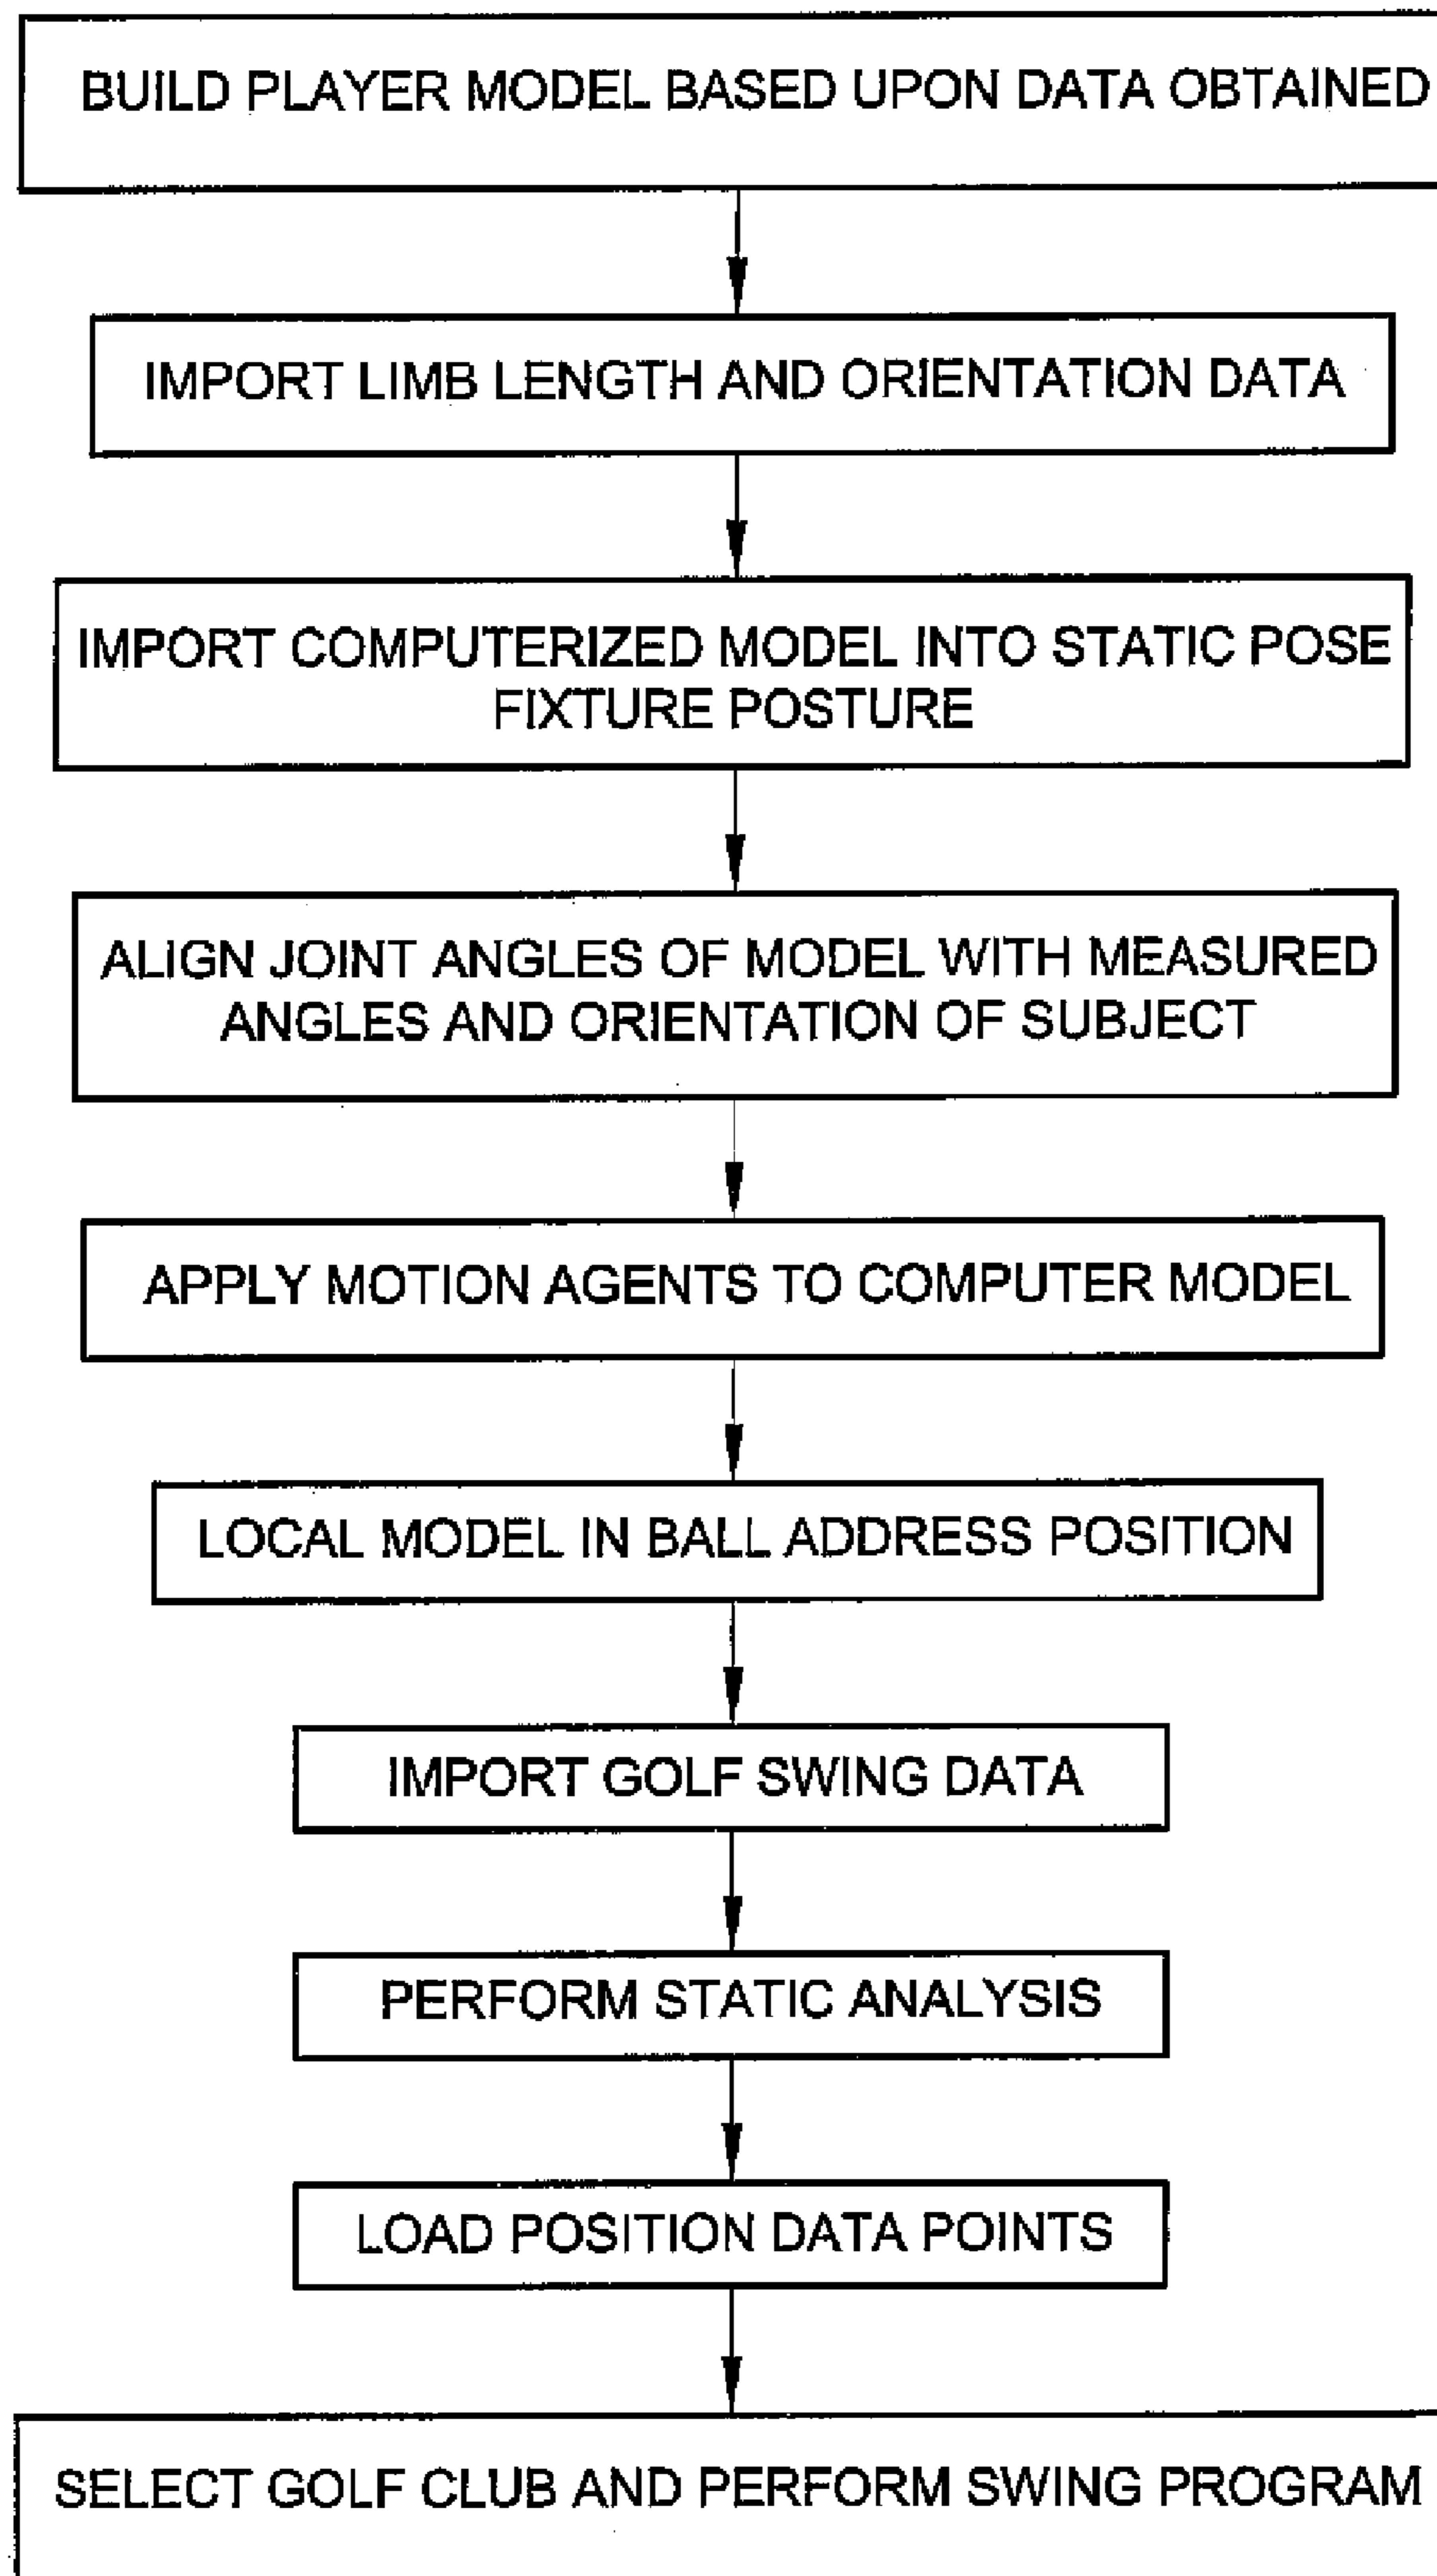 BUILD PLAYER MODEL BASED UPON DATA OBTAINED
IMPORT LIMB LENGTH AND ORIENTATION DATA
IMPORT COMPUTERIZED MODEL INTO STATIC POSE
FIXTURE POSTURE
ALIGN JOINT ANGLES OF MODEL WITH MEASURED
ANGLES AND ORIENTATION OF SUBJECT
APPLY MOTION AGENTS TO COMPUTER MODEL
LOCAL MODEL IN BALL ADDRESS POSITION
IMPORT GOLF SWING DATA
PERFORM STATIC ANALYSIS
LOAD POSITION DATA POINTS
SELECT GOLF CLUB AND PERFORM SWING PROGRAM